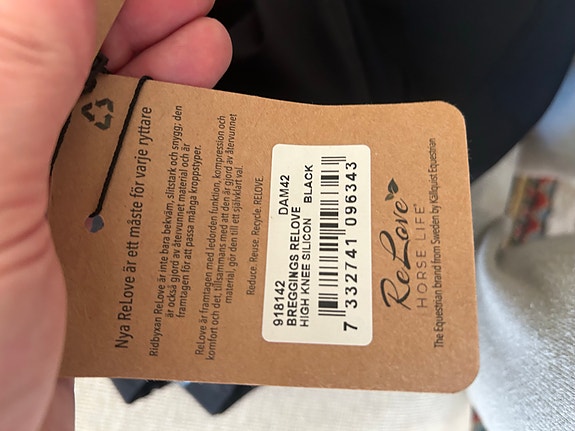 Nya ReLove är ett måste för varje ryttare
Ridbyxan ReLove är inte bara bekväm, slitstark och snygg; den
är också gjord av återvunnet material och är
framtagen för att passa många kroppstyper.
ReLove är framtagen med ledorden funktion, kompression och
komfort och det, tillsammans med att den är gjord av återvunnet
material, gör den till ett självklart val.
Reduce. Reuse. Recycle. RELOVE.
918142 DAM42
BREGGINGS RELOVE
HIGH KNEE SILICON BLACK
7 332741 096343
ReLove
HORSE LIFE®
The Equestrian brand from Sweden by Källquist Equestrian